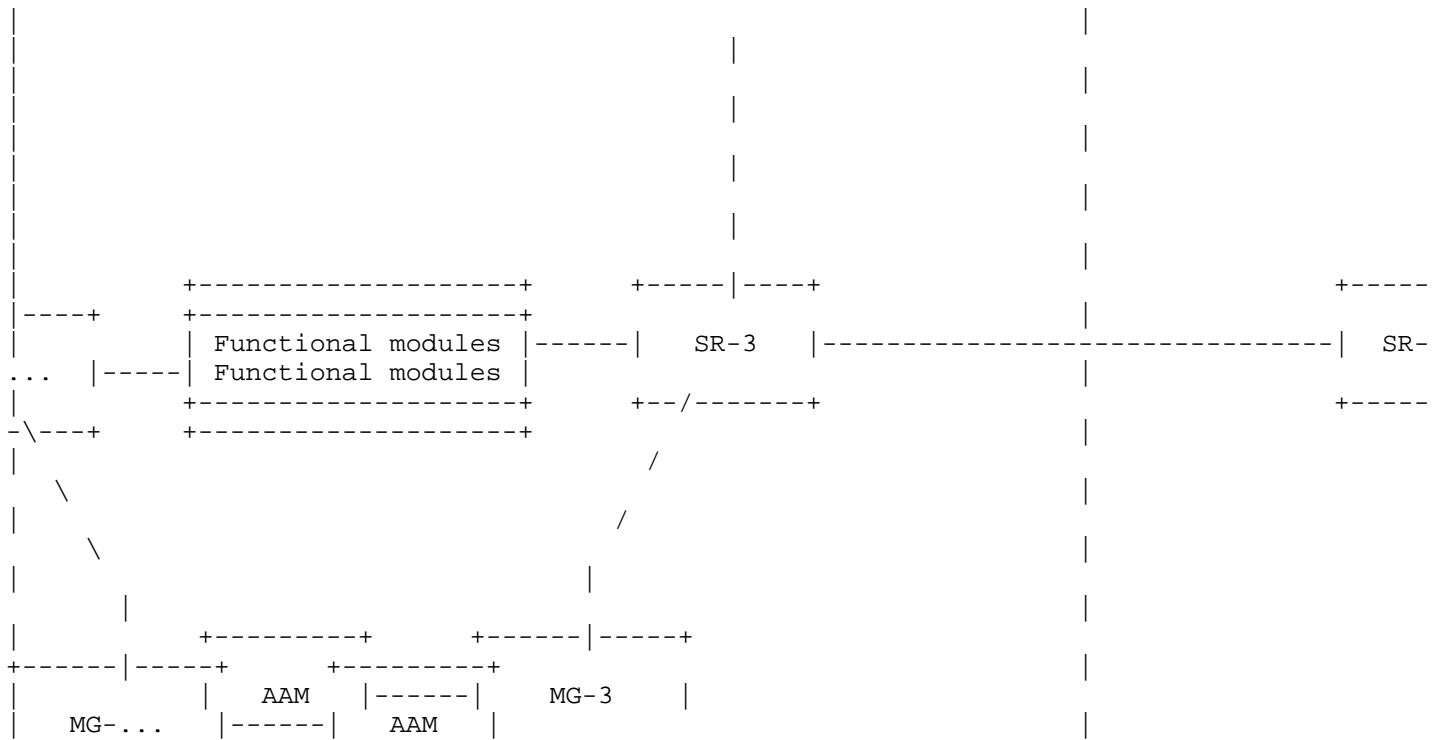 Functional modules SR-3 SR-
... Functional modules
AAM MG-3
MG-... AAM